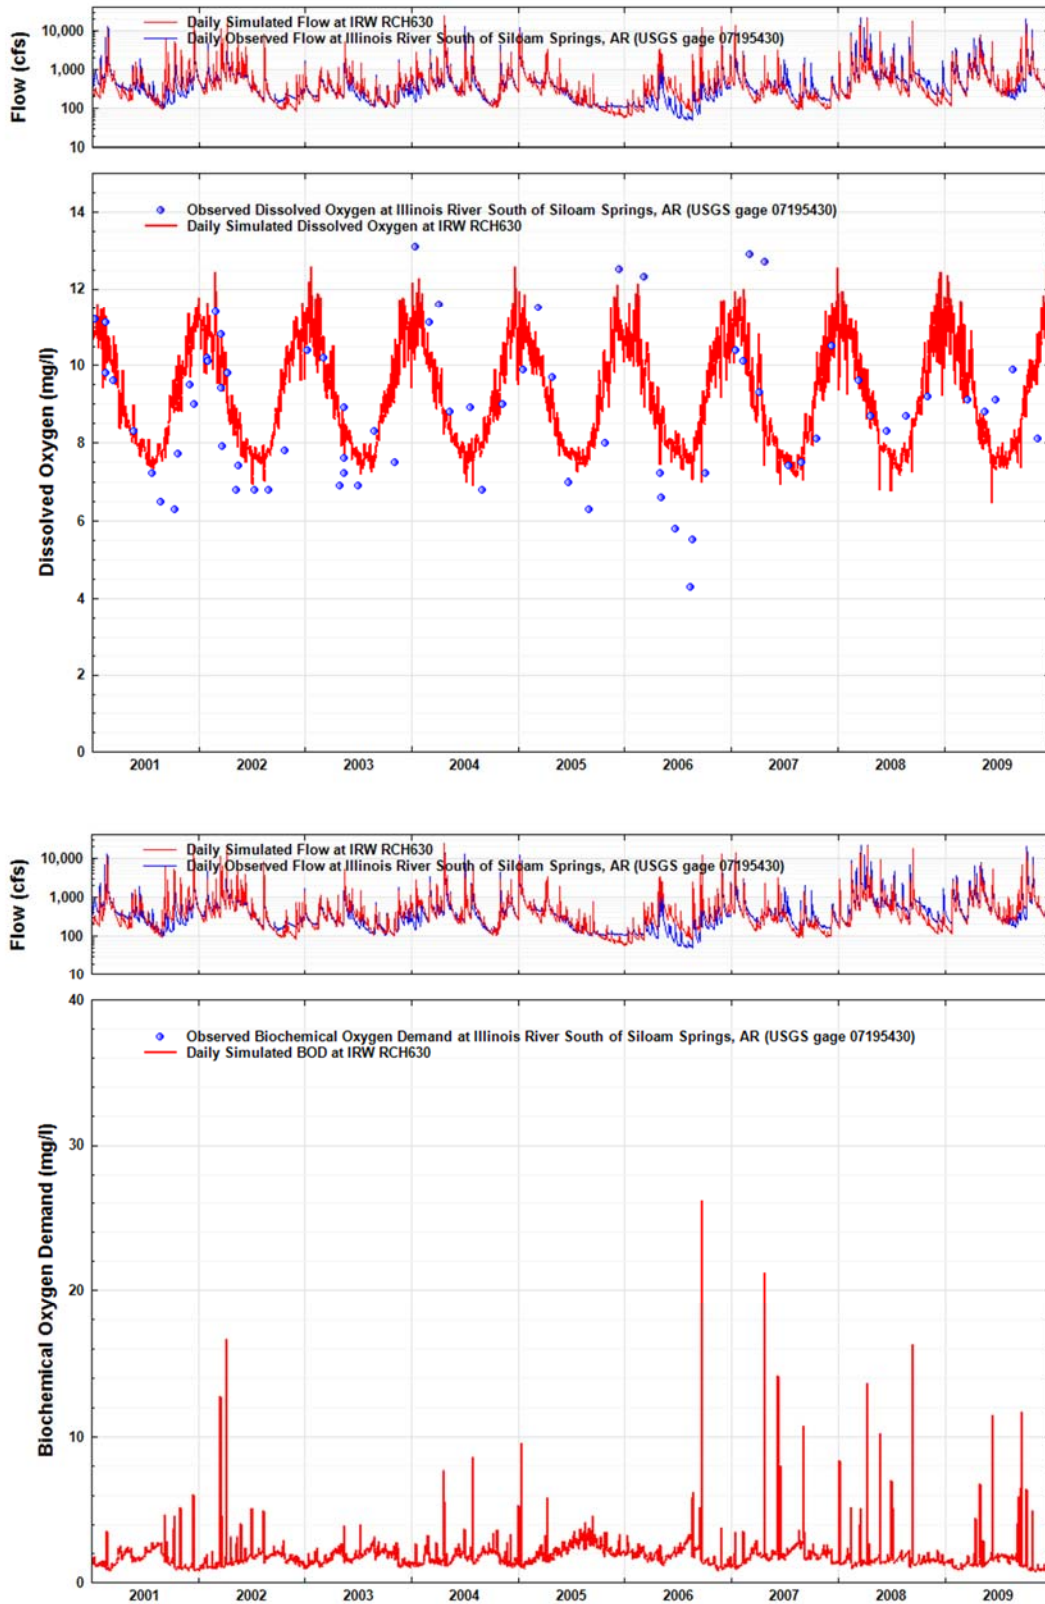 Daily Simulated Flow at IRW RCH630
Daily Observed Flow at Illinois River South of Siloam Springs, AR (USGS gage 07195430)
Flow (cfs)
10,000
1,000
100
10
Observed Dissolved Oxygen at Illinois River South of Siloam Springs, AR (USGS gage 07195430)
Daily Simulated Dissolved Oxygen at IRW RCH630
Dissolved Oxygen (mg/l)
14
12
10
8
6
4
2
0
2001 2002 2003 2004 2005 2006 2007 2008 2009
Daily Simulated Flow at IRW RCH630
Daily Observed Flow at Illinois River South of Siloam Springs, AR (USGS gage 07195430)
Flow (cfs)
10,000
1,000
100
10
Observed Biochemical Oxygen Demand at Illinois River South of Siloam Springs, AR (USGS gage 07195430)
Daily Simulated BOD at IRW RCH630
Biochemical Oxygen Demand (mg/l)
40
30
20
10
0
2001 2002 2003 2004 2005 2006 2007 2008 2009